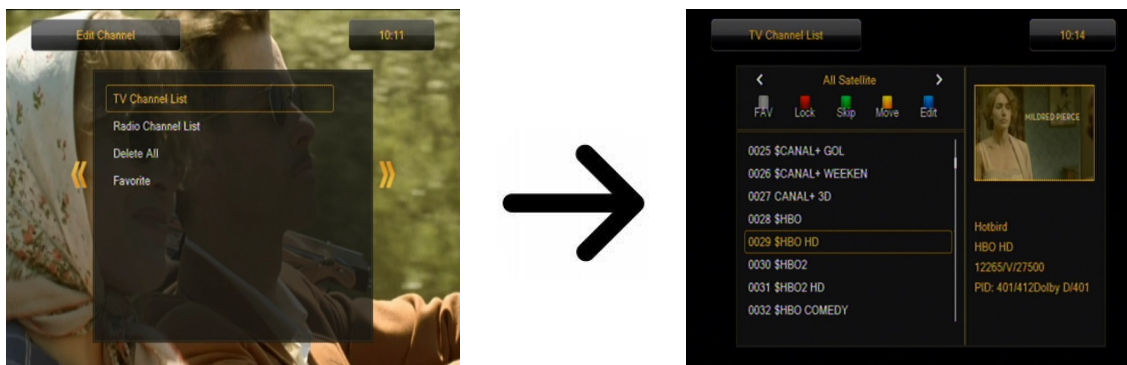 Edit Channel
10:11
TV Channel List
Radio Channel List
Delete All
Favorite
TV Channel List
10:14
All Satellite
FAV Lock Skip Move Edit
0025 $CANAL+ GOL
0026 $CANAL+ WEEKEN
0027 CANAL+ 3D
0028 $HBO
0029 $HBO HD
0030 $HBO2
0031 $HBO2 HD
0032 $HBO COMEDY
MILDRED PIERCE
Hotbird
HBO HD
12265/V/27500
PID: 401/412Dolby D/401